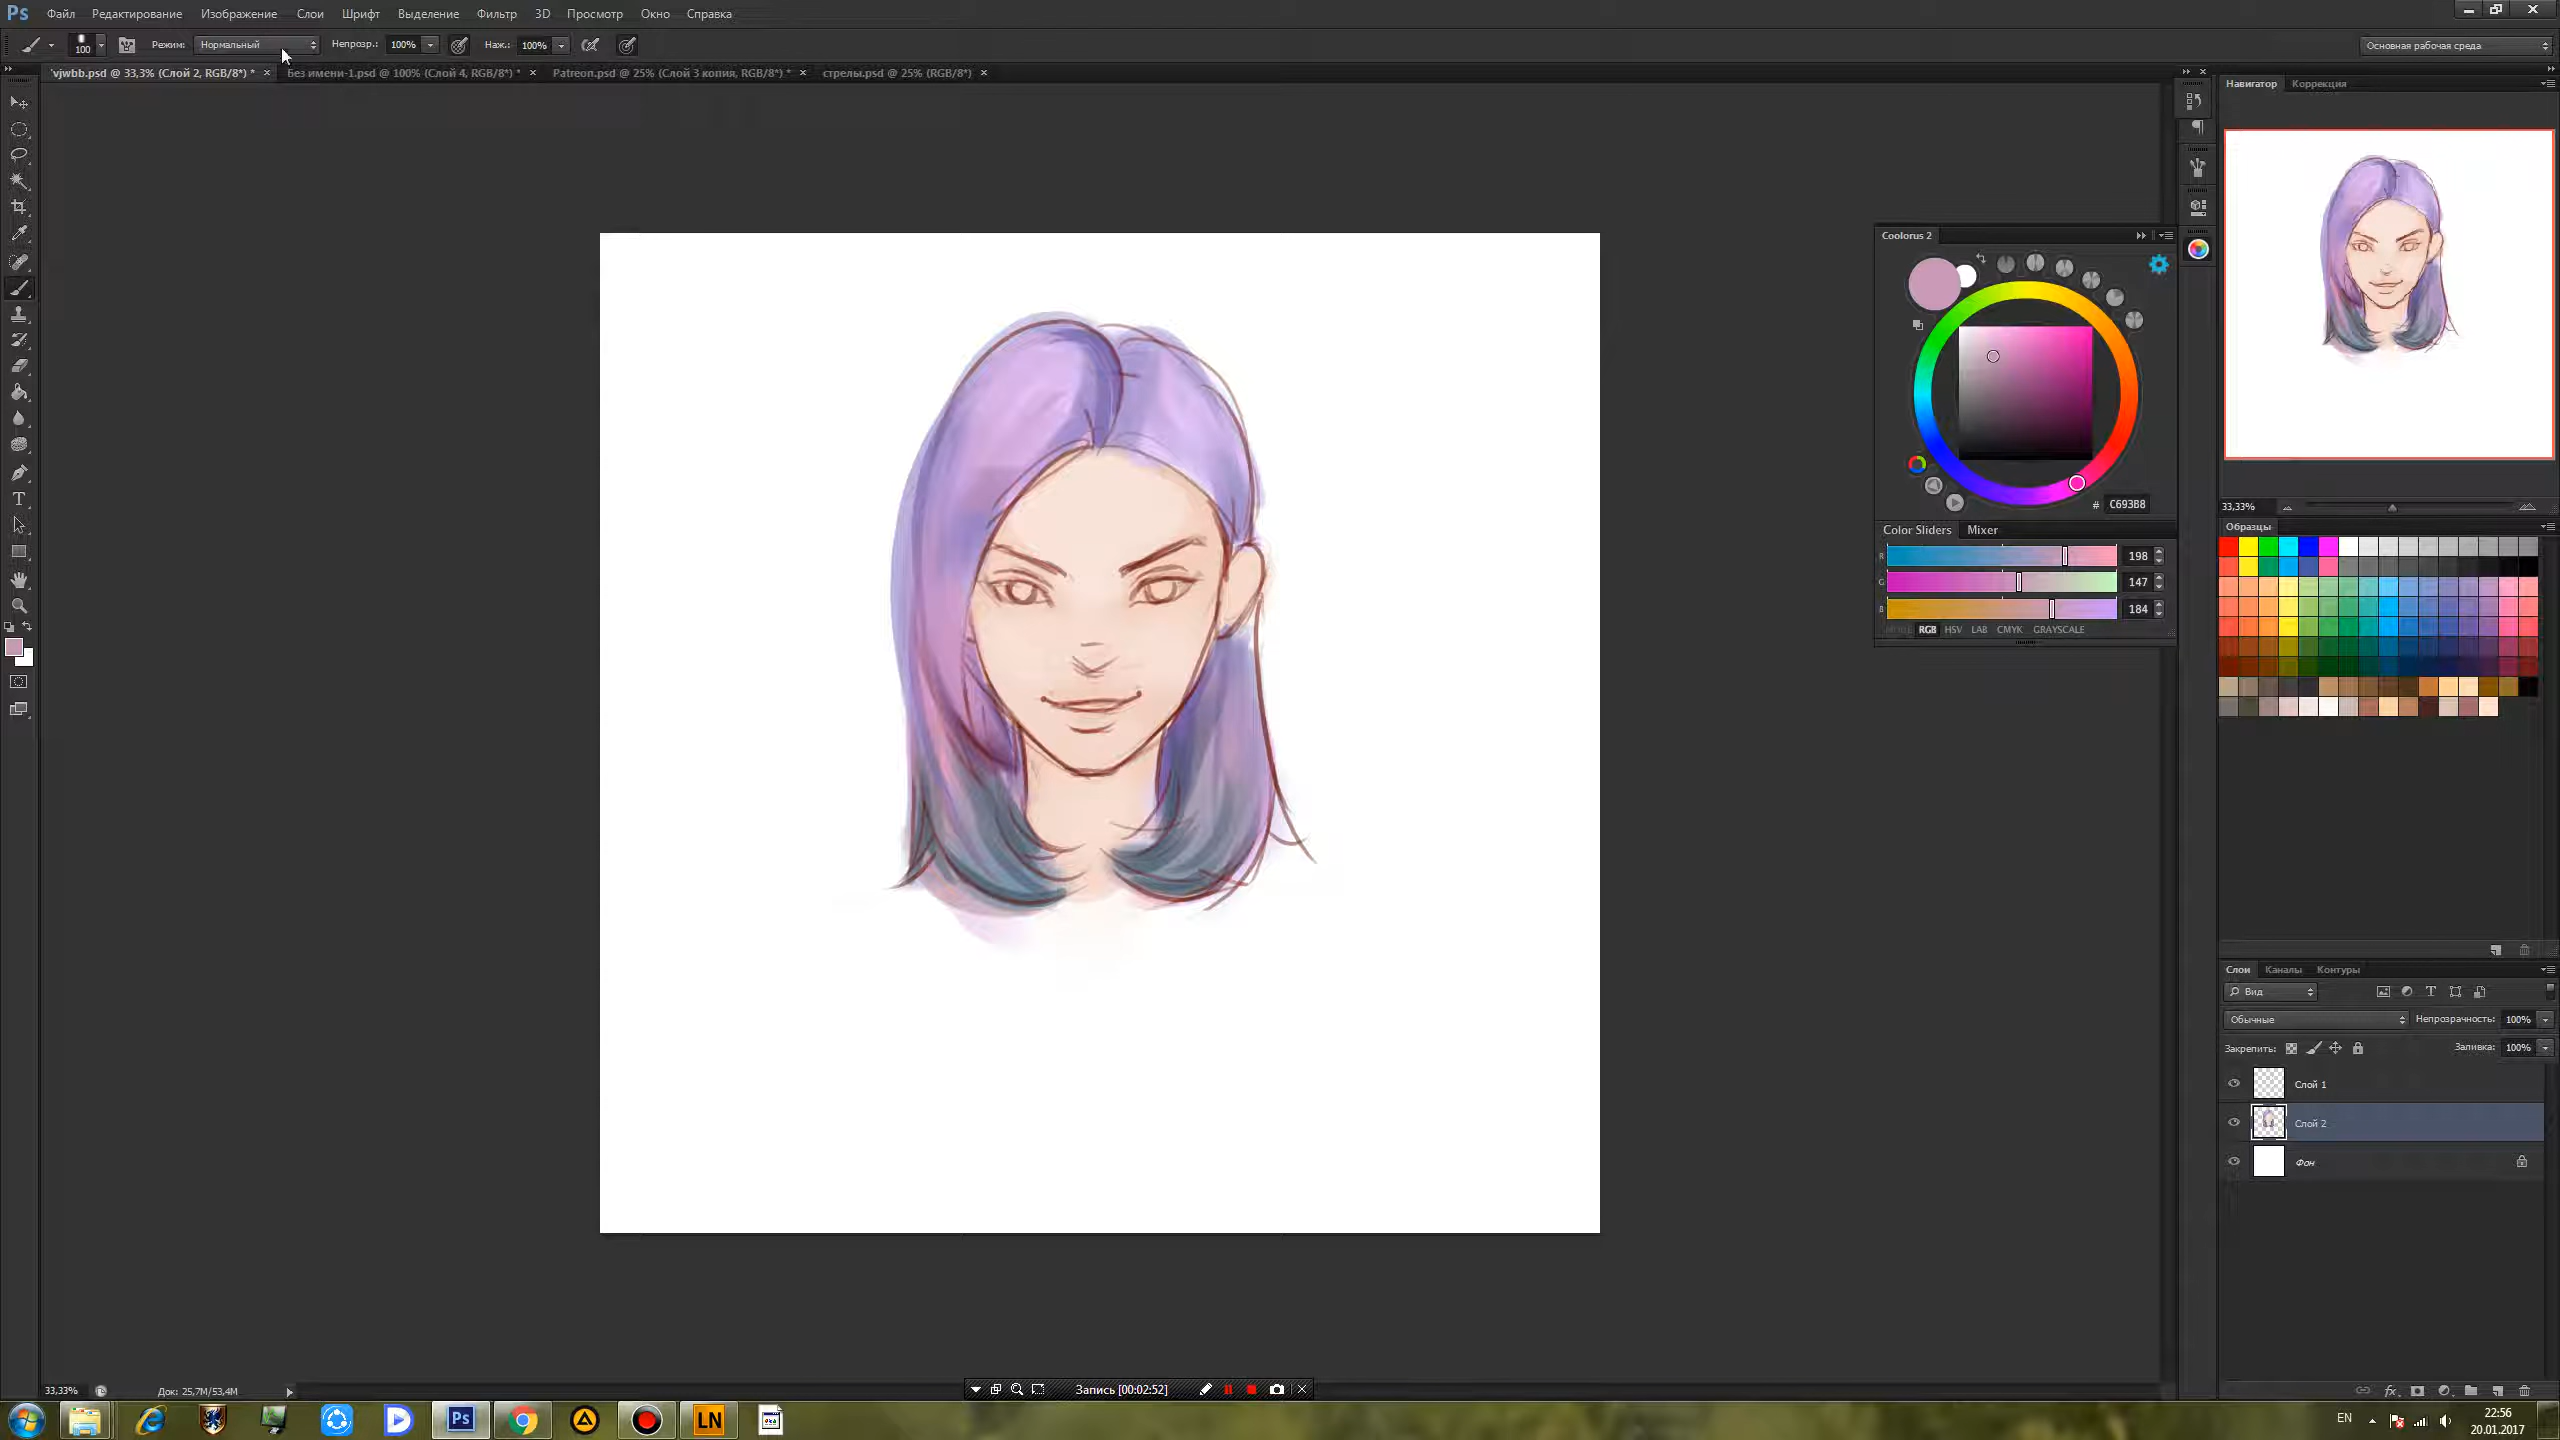 Ps Файл Редактирование Изображение Слои Шрифт Выделение Фильтр 3D Просмотр Окно Справка
100 Режим: Нормальный Непрозр.: 100% Наж.: 100% Основная рабочая среда
'vjwbb.psd @ 33,3% (Слой 2, RGB/8*) * Без имени-1.psd @ 100% (Слой 4, RGB/8*) * Patreon.psd @ 25% (Слой 3 копия, RGB/8*) * стрелы.psd @ 25% (RGB/8*)
Навигатор Коррекция
Coolorus 2
# C693B8
33,33%
Образцы
Color Sliders Mixer
R 198
G 147
B 184
RGB HSV LAB CMYK GRAYSCALE
Слои Каналы Контуры
Вид
Обычные Непрозрачность: 100%
Закрепить: Заливка: 100%
Слой 1
Слой 2
Фон
33,33% Док: 25,7M/53,4M
Запись [00:02:52]
Ps LN EN 22:56
20.01.2017